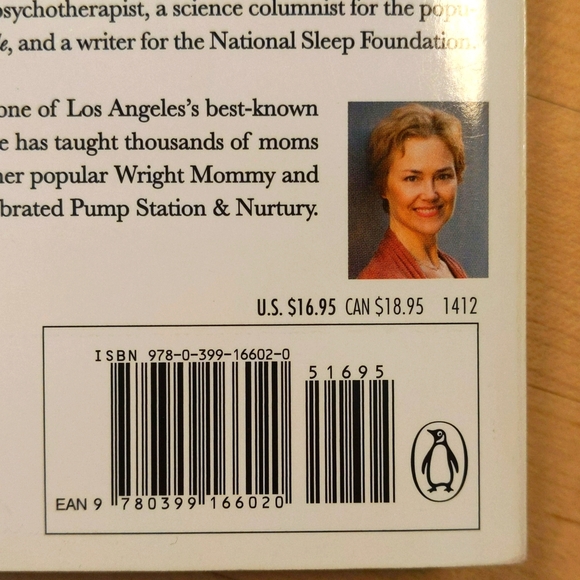 psychotherapist, a science columnist for the popu-
and a writer for the National Sleep Foundation.
one of Los Angeles's best-known
has taught thousands of moms
popular Wright Mommy and
Pump Station & Nurtury.
U.S. $16.95 CAN $18.95 1412
ISBN 978-0-399-16602-0
51695
EAN 9 780399 166020